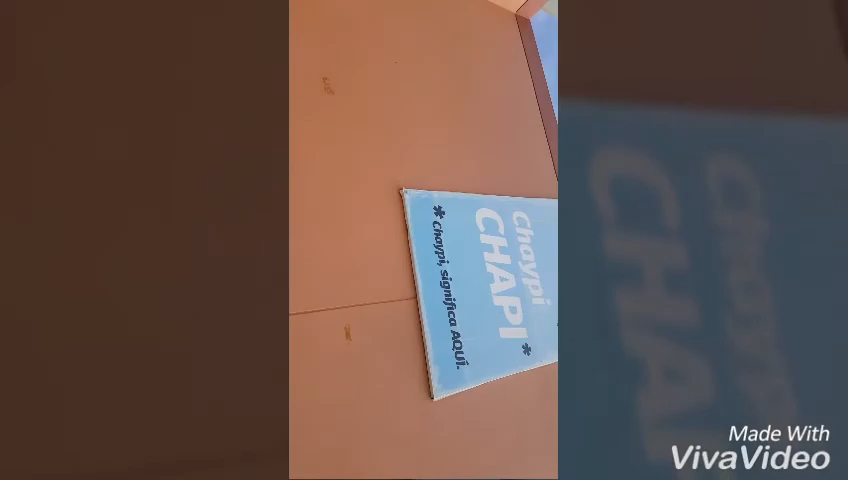 Chaypi
CHAPI*
* Chaypi, significa AQUÍ.
Made With
VivaVideo